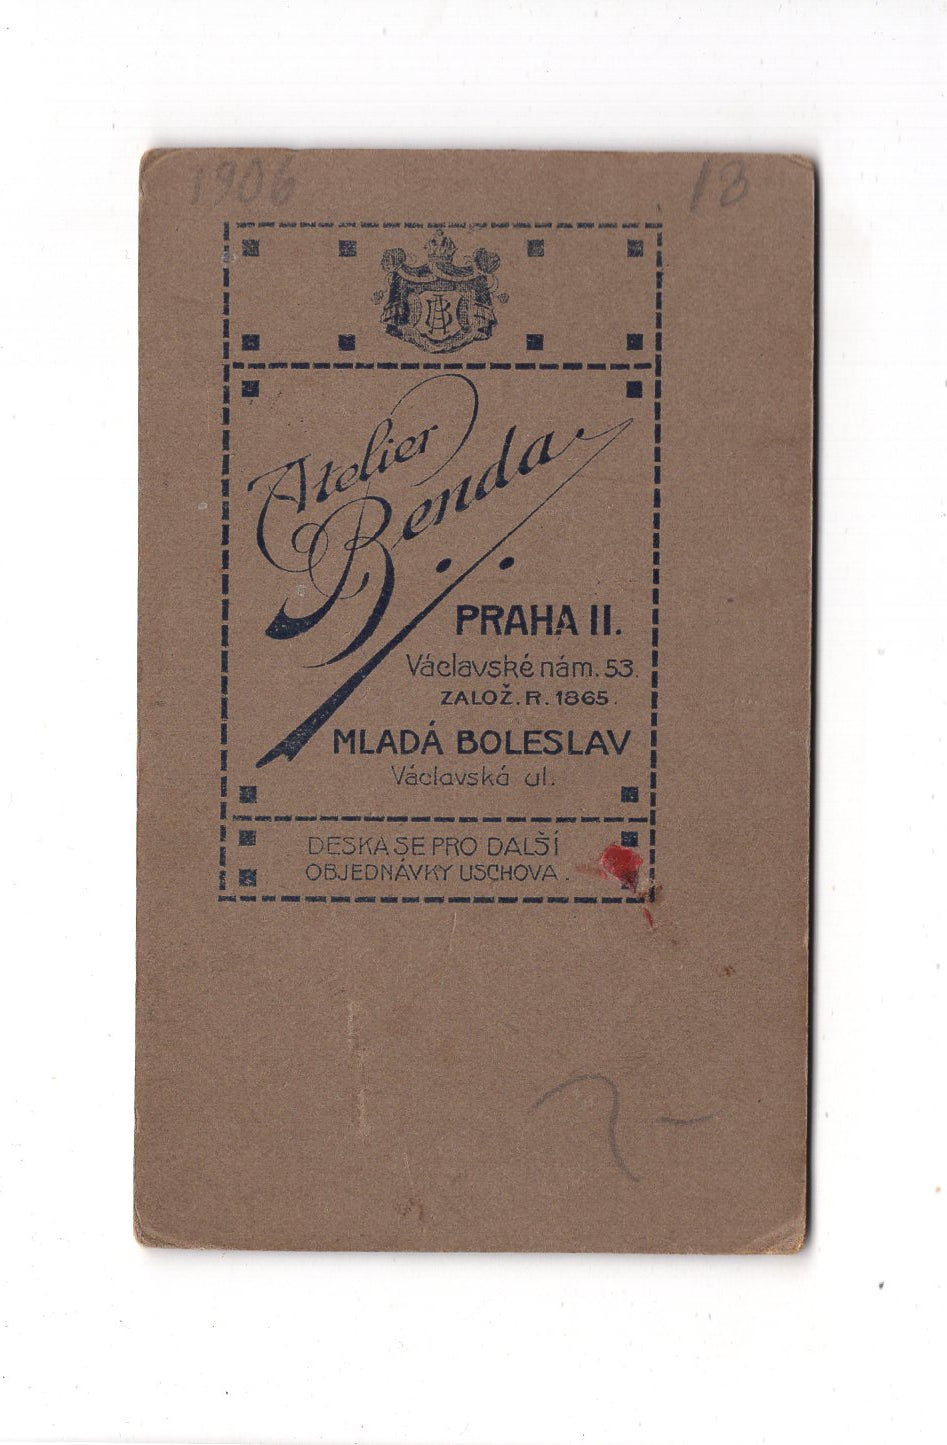 1906 13
Atelier
Benda
PRAHA II.
Václavské nám. 53.
ZALOŽ. R. 1865.
MLADÁ BOLESLAV
Václavská ul.
DESKA SE PRO DALŠÍ
OBJEDNÁVKY USCHOVA.